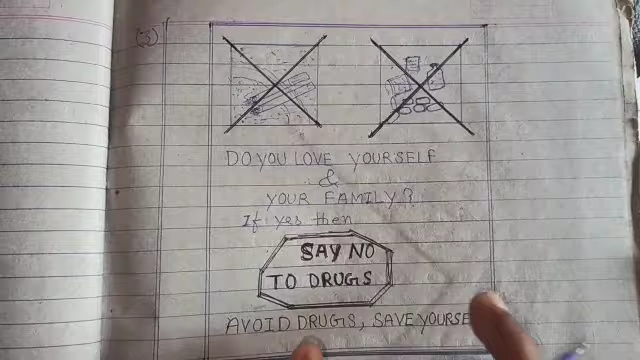 (3)
DO YOU LOVE YOURSELF
&
YOUR FAMILY?
If yes then
SAY NO
TO DRUGS
AVOID DRUGS, SAVE YOURSE